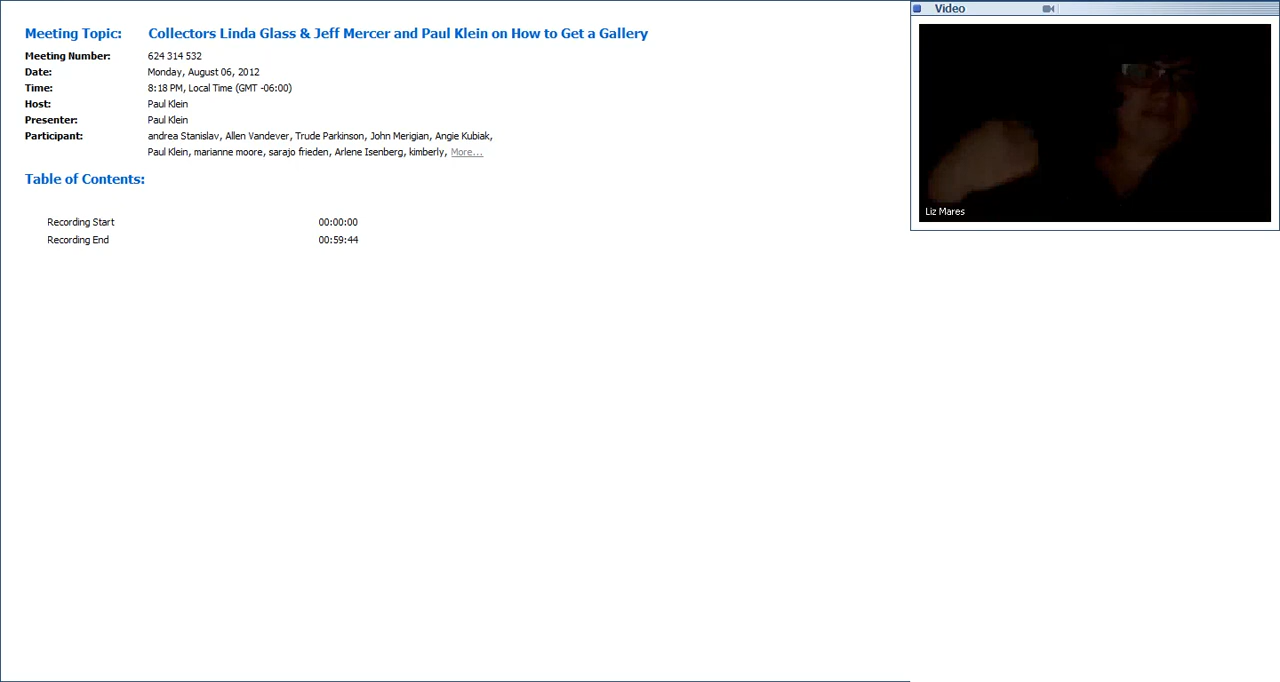 Meeting Topic: Collectors Linda Glass & Jeff Mercer and Paul Klein on How to Get a Gallery
Meeting Number: 624 314 532
Date: Monday, August 06, 2012
Time: 8:18 PM, Local Time (GMT -06:00)
Host: Paul Klein
Presenter: Paul Klein
Participant: andrea Stanislav, Allen Vandever, Trude Parkinson, John Merigian, Angie Kubiak,
Paul Klein, marianne moore, sarajo frieden, Arlene Isenberg, kimberly, More...
Table of Contents:
Recording Start 00:00:00
Recording End 00:59:44
Video
Liz Mares